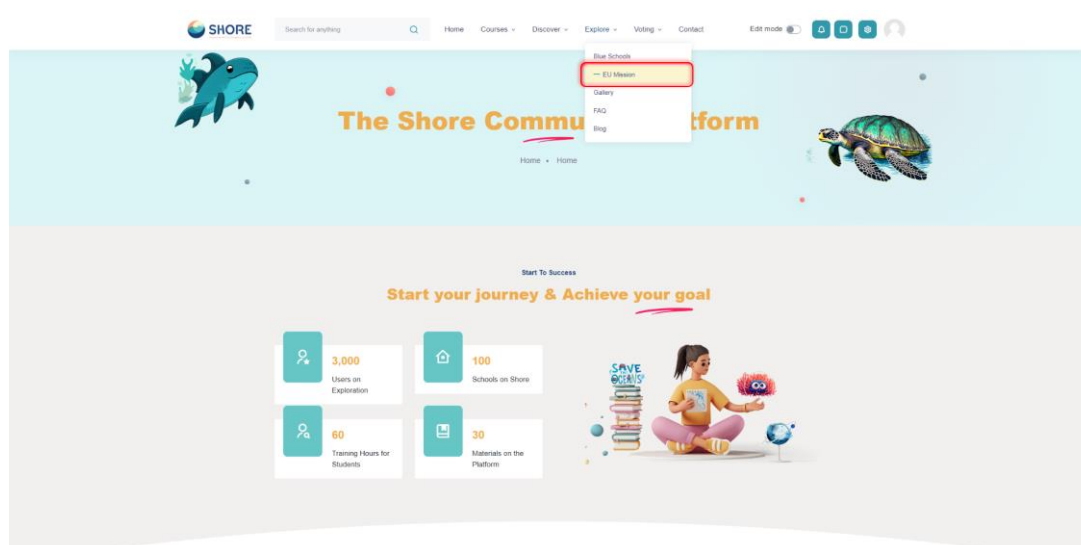 SHORE
Search for anything
Home Courses Discover Explore Voting Contact
Edit mode
Blue Schools
EU Mission
Gallery
FAQ
Blog
The Shore Commu tform
Home • Home
Start To Success
Start your journey & Achieve your goal
3,000
Users on
Exploration
100
Schools on Shore
60
Training Hours for
Students
30
Materials on the
Platform
SAVE
OCEANS